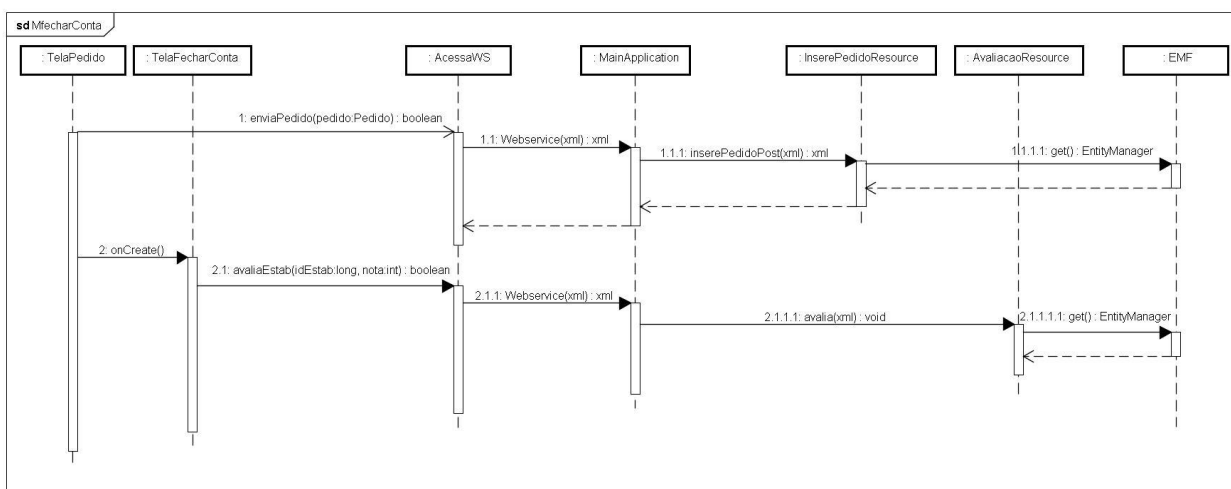 sd MfecharConta
: TelaPedido
: TelaFecharConta
: AcessaWS
: MainApplication
: InserePedidoResource
: AvaliacaoResource
: EMF
1: enviaPedido(pedido:Pedido) : boolean
1.1: Webservice(xml) : xml
1.1.1: inserePedidoPost(xml) : xml
1.1.1.1: get() : EntityManager
2: onCreate()
2.1: avaliaEstab(idEstab:long, nota:int) : boolean
2.1.1: Webservice(xml) : xml
2.1.1.1: avalia(xml) : void
2.1.1.1.1: get() : EntityManager